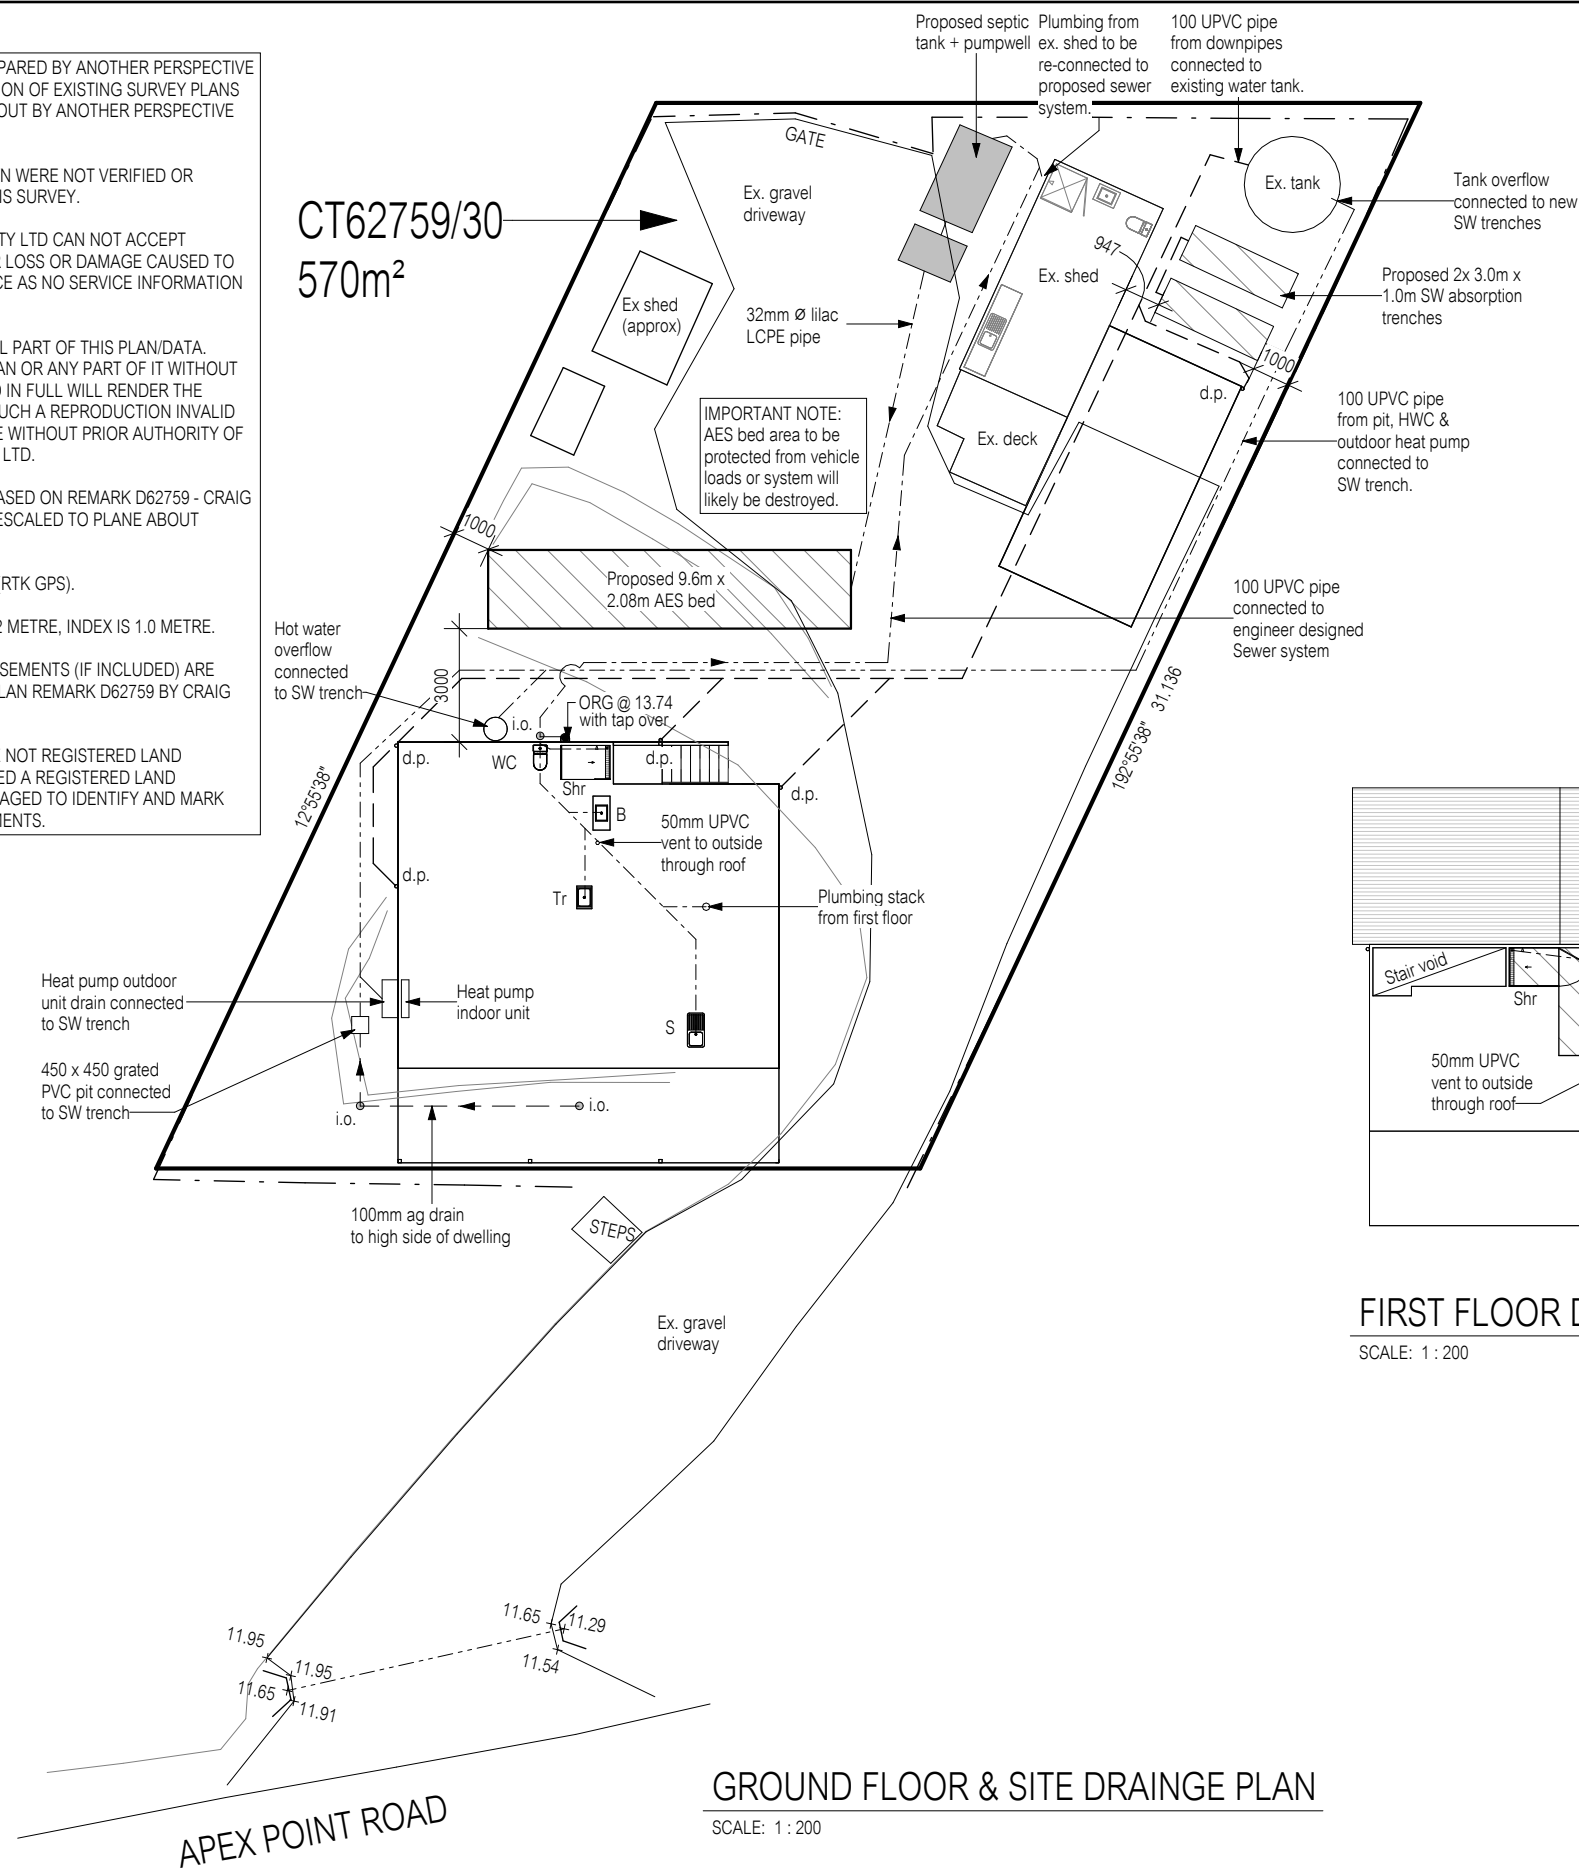 PARED BY ANOTHER PERSPECTIVE
ON OF EXISTING SURVEY PLANS
OUT BY ANOTHER PERSPECTIVE
N WERE NOT VERIFIED OR
IS SURVEY.
TY LTD CAN NOT ACCEPT
R LOSS OR DAMAGE CAUSED TO
CE AS NO SERVICE INFORMATION
L PART OF THIS PLAN/DATA.
AN OR ANY PART OF IT WITHOUT
D IN FULL WILL RENDER THE
UCH A REPRODUCTION INVALID
E WITHOUT PRIOR AUTHORITY OF
LTD.
ASED ON REMARK D62759 - CRAIG
ESCALED TO PLANE ABOUT
RTK GPS).
2 METRE, INDEX IS 1.0 METRE.
SEMENTS (IF INCLUDED) ARE
LAN REMARK D62759 BY CRAIG
NOT REGISTERED LAND
ED A REGISTERED LAND
AGED TO IDENTIFY AND MARK
MENTS.
CT62759/30
570m²
Proposed septic
tank + pumpwell
Plumbing from
ex. shed to be
re-connected to
proposed sewer
system.
100 UPVC pipe
from downpipes
connected to
existing water tank.
GATE
Ex. gravel
driveway
Ex. tank
Tank overflow
connected to new
SW trenches
947
Ex. shed
Proposed 2x 3.0m x
1.0m SW absorption
trenches
Ex shed
(approx)
32mm Ø lilac
LCPE pipe
1000
d.p.
100 UPVC pipe
from pit, HWC &
outdoor heat pump
connected to
SW trench.
IMPORTANT NOTE:
AES bed area to be
protected from vehicle
loads or system will
likely be destroyed.
Ex. deck
1000
Proposed 9.6m x
2.08m AES bed
100 UPVC pipe
connected to
engineer designed
Sewer system
Hot water
overflow
connected
to SW trench
3000
i.o.
ORG @ 13.74
with tap over
192°55'38" 31.136
12°55'38"
d.p.
WC
Shr
d.p.
d.p.
B
50mm UPVC
vent to outside
through roof
d.p.
Tr
Plumbing stack
from first floor
Heat pump outdoor
unit drain connected
to SW trench
Heat pump
indoor unit
S
450 x 450 grated
PVC pit connected
to SW trench
i.o.
i.o.
100mm ag drain
to high side of dwelling
STEPS
Ex. gravel
driveway
Stair void
Shr
50mm UPVC
vent to outside
through roof
FIRST FLOOR D
SCALE: 1 : 200
11.95
11.95
11.65
11.91
11.65
11.29
11.54
APEX POINT ROAD
GROUND FLOOR & SITE DRAINGE PLAN
SCALE: 1 : 200